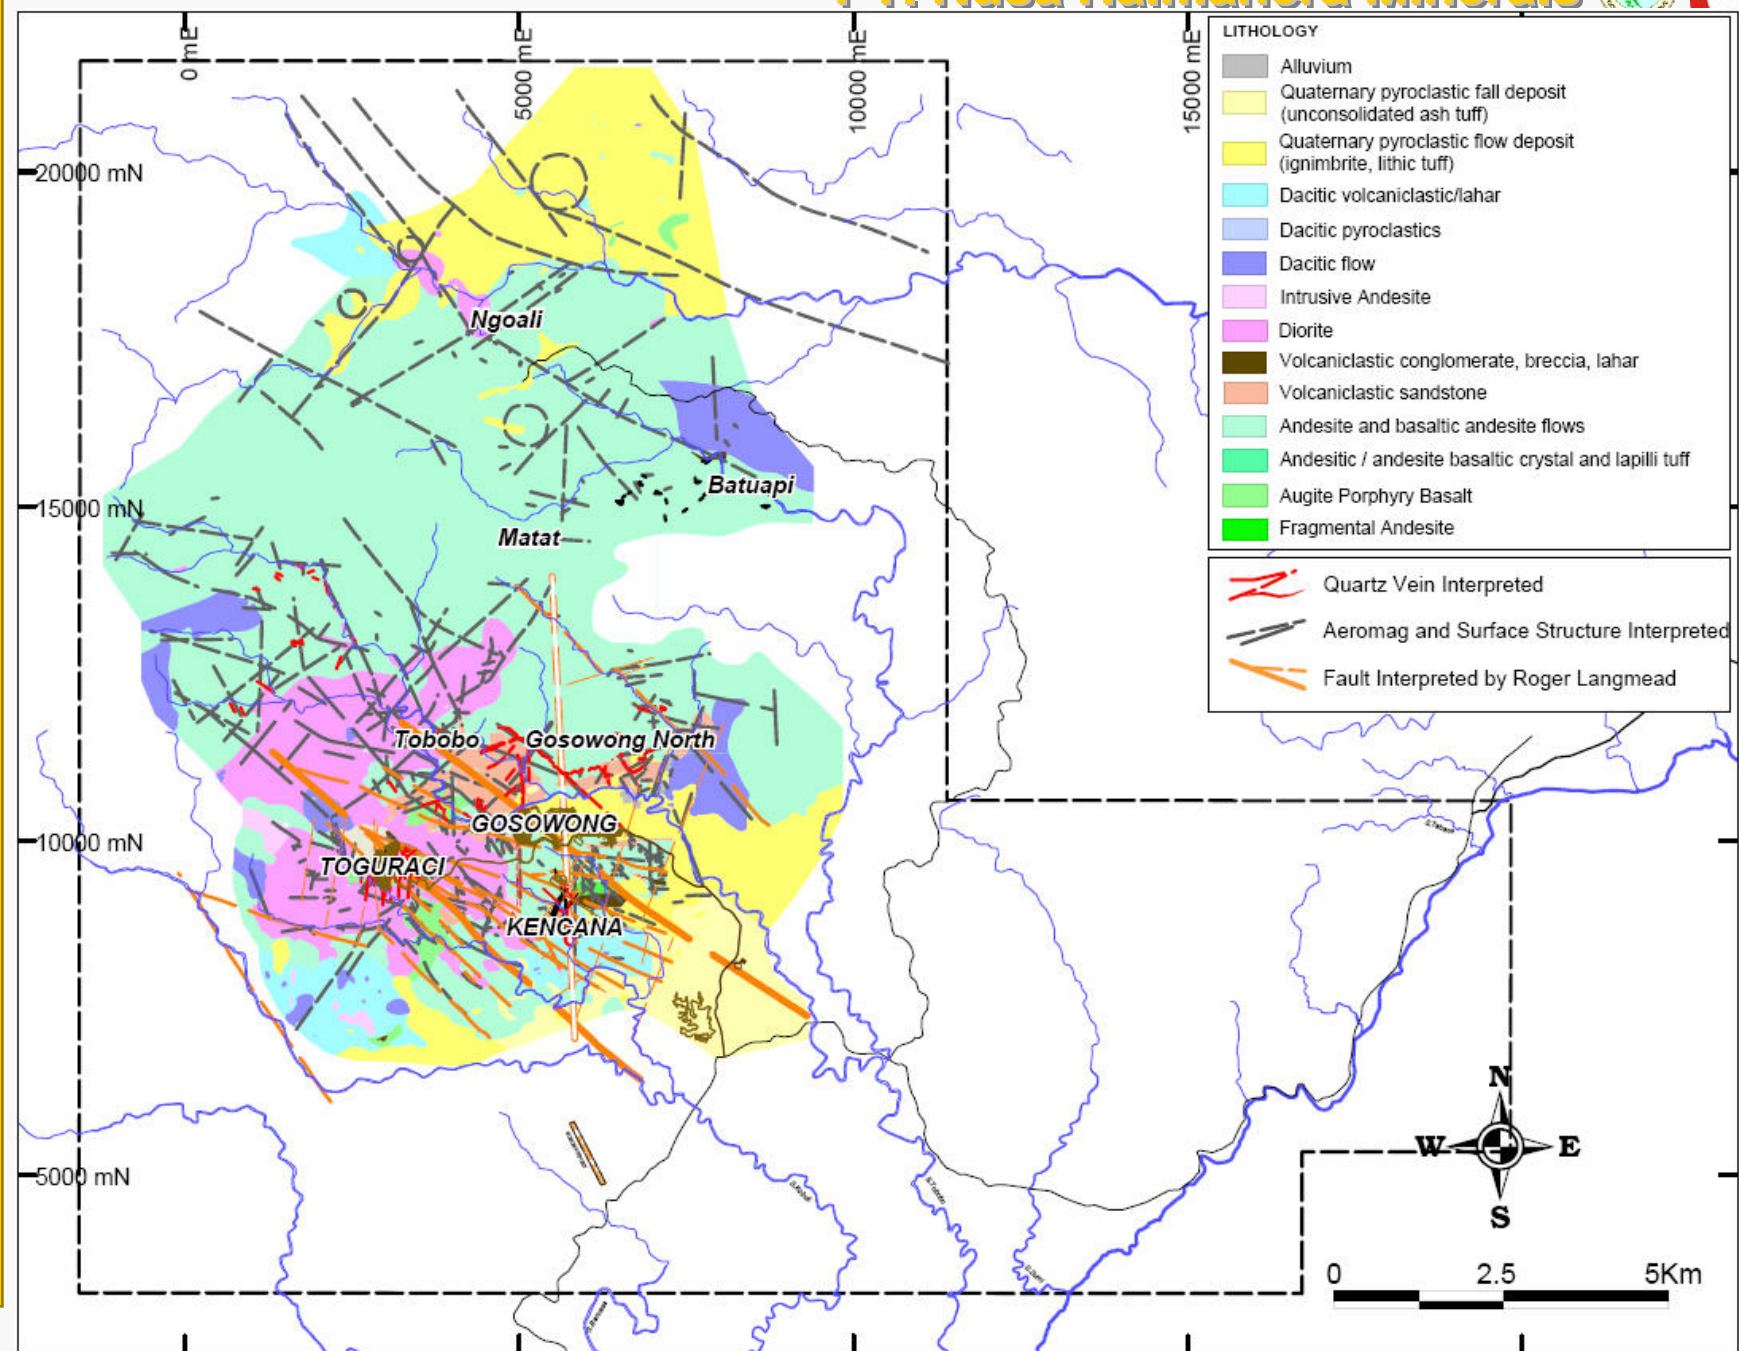 PT. Nusa Halmahera Minerals
0 mE
5000 mE
10000 mE
15000 mE
20000 mN
15000 mN
10000 mN
5000 mN
Ngoali
Batuapi
Matat
Tobobo
Gosowong North
GOSOWONG
TOGURACI
KENCANA
LITHOLOGY
Alluvium
Quaternary pyroclastic fall deposit
(unconsolidated ash tuff)
Quaternary pyroclastic flow deposit
(ignimbrite, lithic tuff)
Dacitic volcaniclastic/lahar
Dacitic pyroclastics
Dacitic flow
Intrusive Andesite
Diorite
Volcaniclastic conglomerate, breccia, lahar
Volcaniclastic sandstone
Andesite and basaltic andesite flows
Andesitic / andesite basaltic crystal and lapilli tuff
Augite Porphyry Basalt
Fragmental Andesite
Quartz Vein Interpreted
Aeromag and Surface Structure Interpreted
Fault Interpreted by Roger Langmead
N
W
E
S
0
2.5
5Km